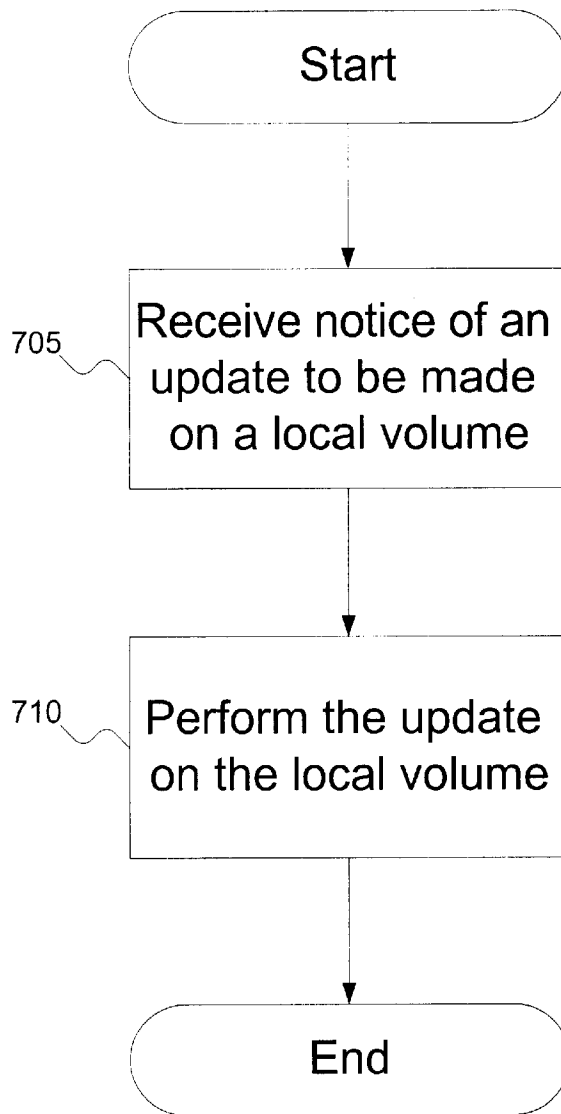 Start
705
Receive notice of an
update to be made
on a local volume
710
Perform the update
on the local volume
End